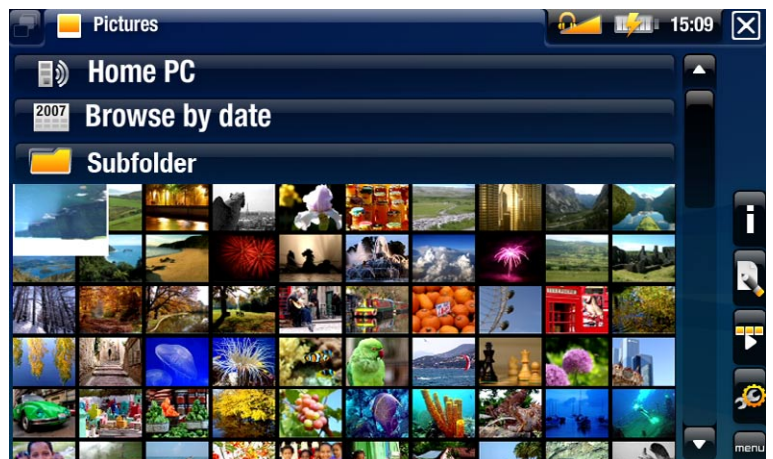 Pictures
15:09
Home PC
2007
Browse by date
Subfolder
i
menu